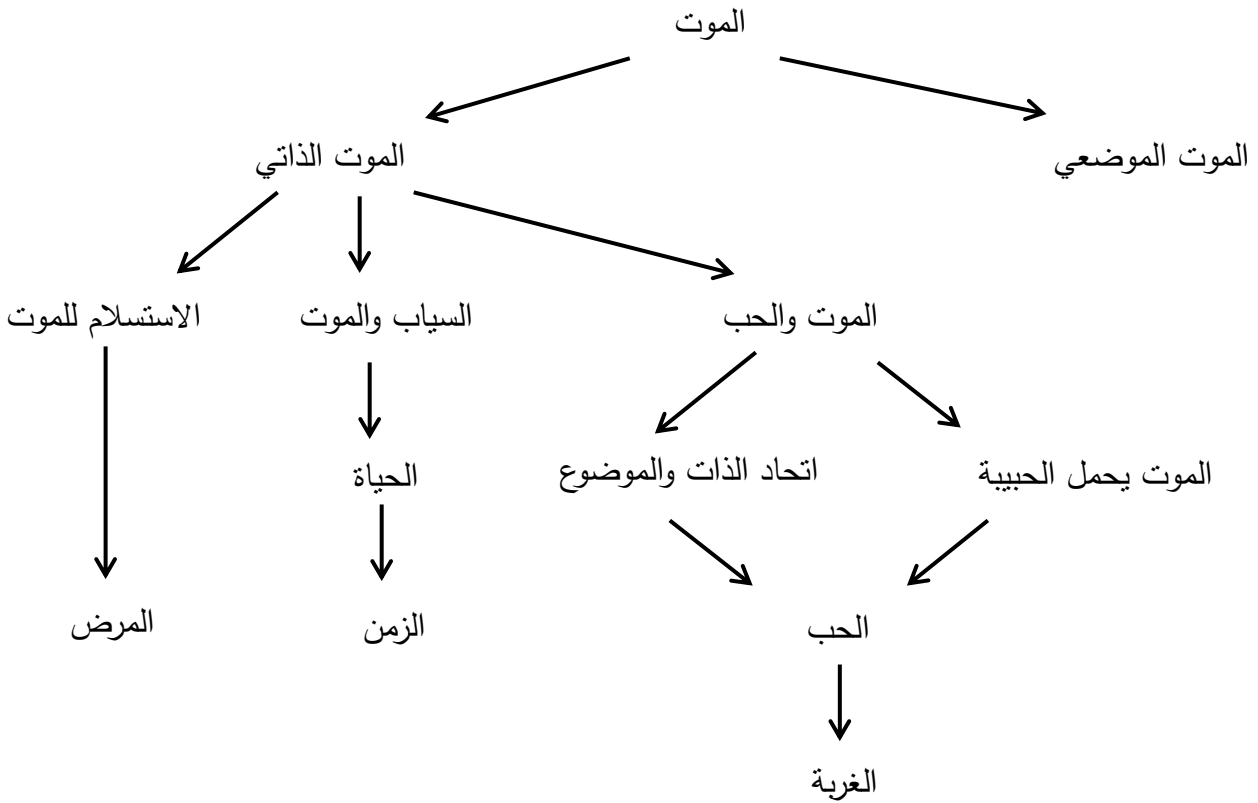 الموت
الموت الموضعي
الموت الذاتي
الموت والحب
السياب والموت
الاستسلام للموت
الموت يحمل الحبيبة
اتحاد الذات والموضوع
الحياة
الحب
الزمن
المرض
الغربة